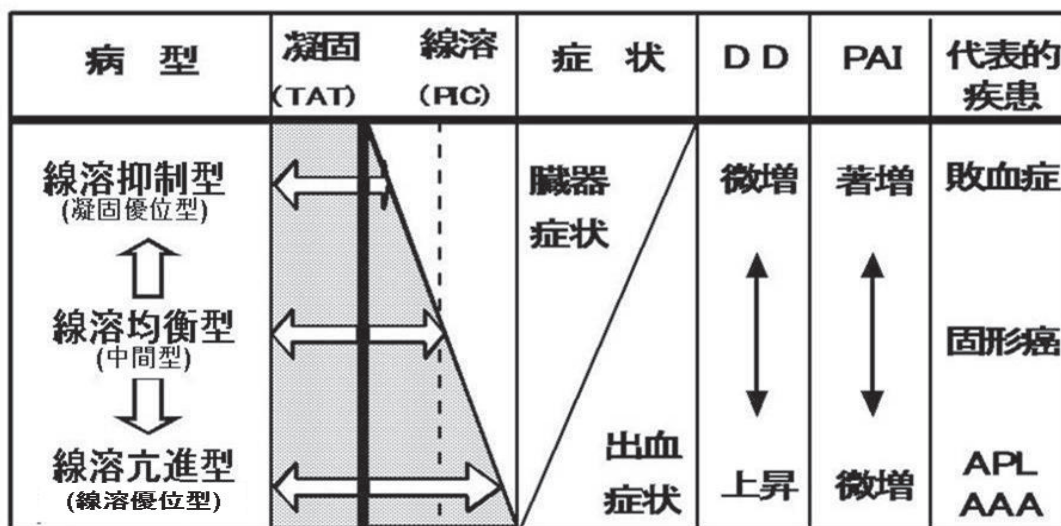 病 型
凝固
(TAT)
線溶
(PIC)
症 状
D D
PAI
代表的
疾患
線溶抑制型
(凝固優位型)
臓器
症状
微増
著増
敗血症
線溶均衡型
(中間型)
固形癌
線溶亢進型
(線溶優位型)
出血
症状
上昇
微増
APL
AAA